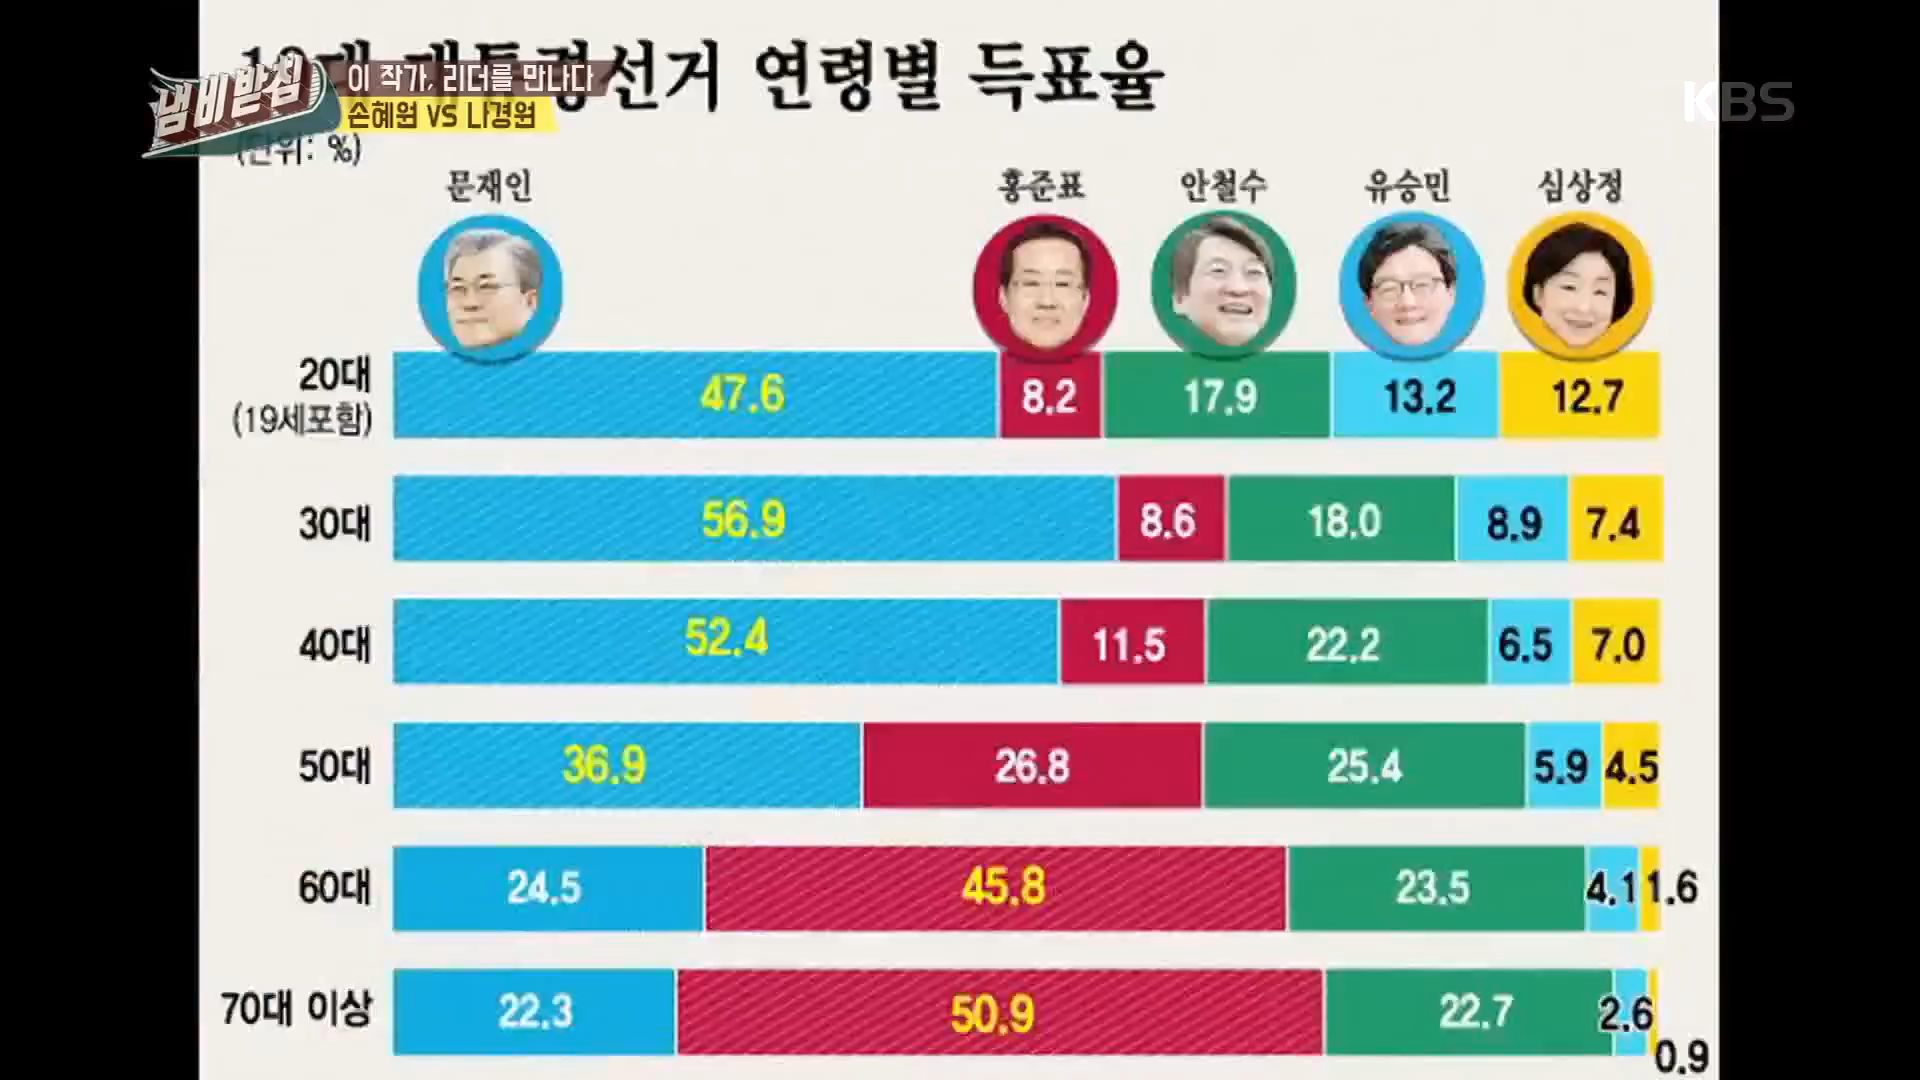 냄비받침
이 작가, 리더를 만나다
손혜원 VS 나경원
KBS
선거 연령별 득표율
(단위: %)
문재인 홍준표 안철수 유승민 심상정
20대 47.6 8.2 17.9 13.2 12.7
(19세포함)
30대 56.9 8.6 18.0 8.9 7.4
40대 52.4 11.5 22.2 6.5 7.0
50대 36.9 26.8 25.4 5.9 4.5
60대 24.5 45.8 23.5 4.1 1.6
70대 이상 22.3 50.9 22.7 2.6 0.9